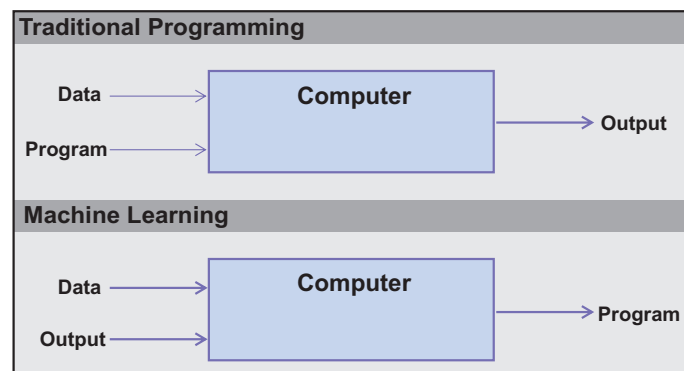 Traditional Programming
Data
Computer
Program
Output
Machine Learning
Data
Computer
Output
Program